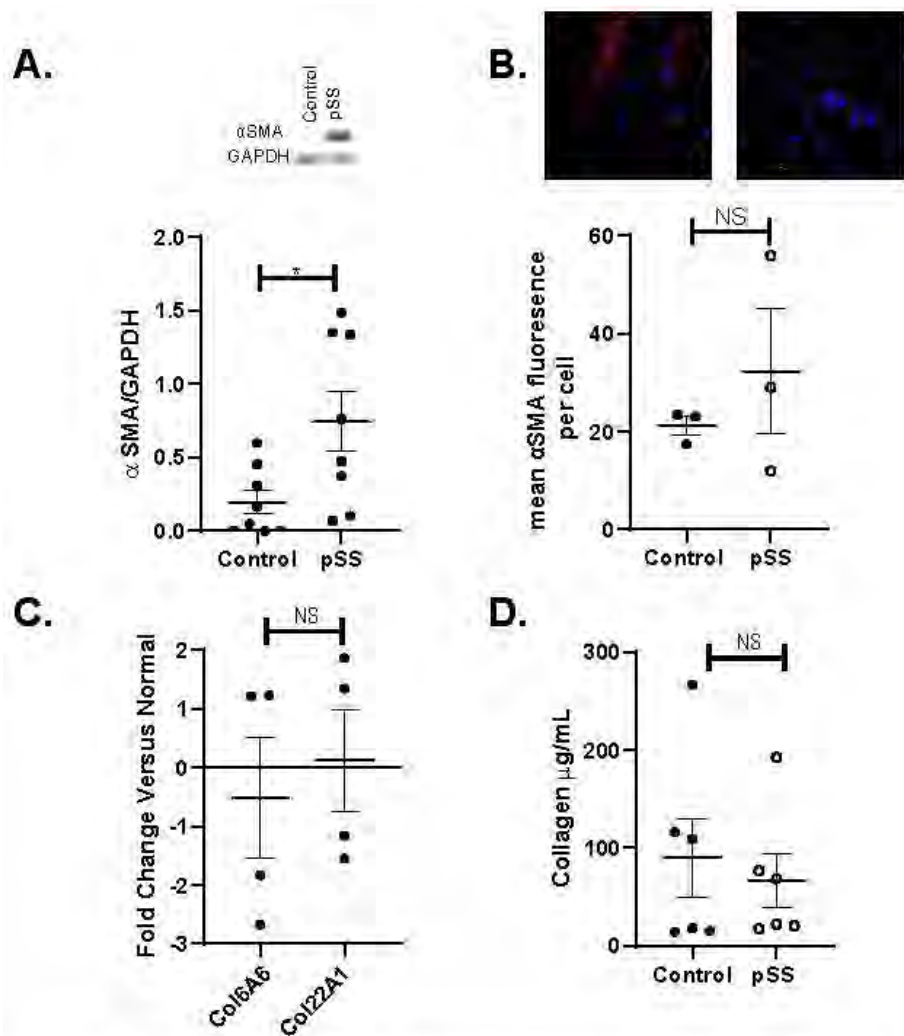 A.
Control
pSS
αSMA
GAPDH
2.0
1.5
1.0
0.5
0.0
α SMA/GAPDH
*
Control
pSS
B.
NS
60
40
20
0
mean αSMA fluoresence
per cell
Control
pSS
C.
NS
2
1
0
-1
-2
-3
Fold Change Versus Normal
Col6A6
Col22A1
D.
NS
300
200
100
0
Collagen µg/mL
Control
pSS